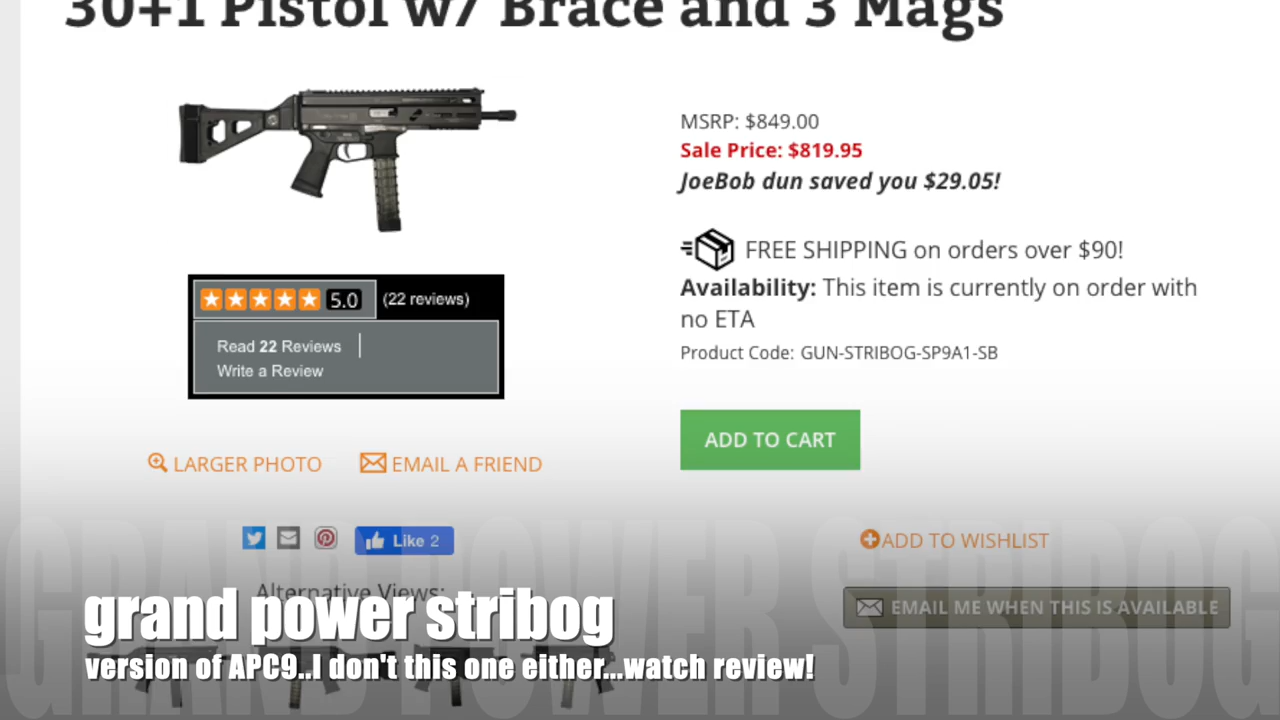 30+1 Pistol w/ Brace and 3 Mags
MSRP: $849.00
Sale Price: $819.95
JoeBob dun saved you $29.05!
FREE SHIPPING on orders over $90!
Availability: This item is currently on order with
no ETA
Product Code: GUN-STRIBOG-SP9A1-SB
5.0 (22 reviews)
Read 22 Reviews
Write a Review
ADD TO CART
LARGER PHOTO EMAIL A FRIEND
Like 2
ADD TO WISHLIST
Alternative Views:
EMAIL ME WHEN THIS IS AVAILABLE
GRAND POWER STRIBOG
grand power stribog
version of APC9..I don't this one either...watch review!